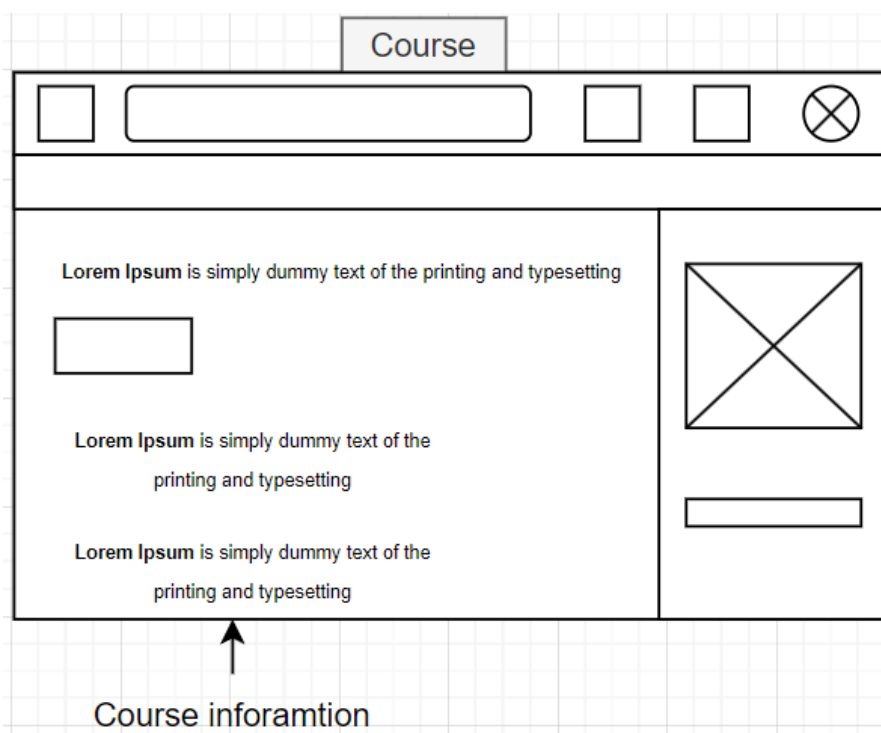 Course
Lorem Ipsum is simply dummy text of the printing and typesetting
Lorem Ipsum is simply dummy text of the
printing and typesetting
Lorem Ipsum is simply dummy text of the
printing and typesetting
Course inforamtion